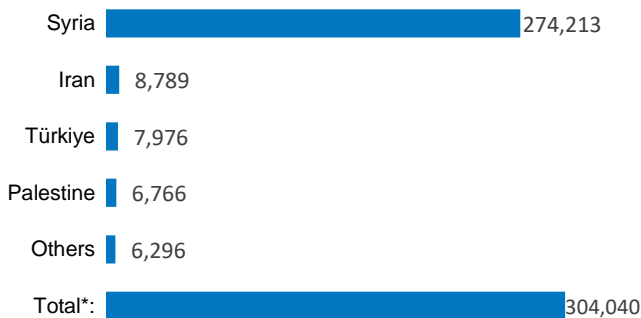 Syria 274,213
Iran 8,789
Türkiye 7,976
Palestine 6,766
Others 6,296
Total*: 304,040